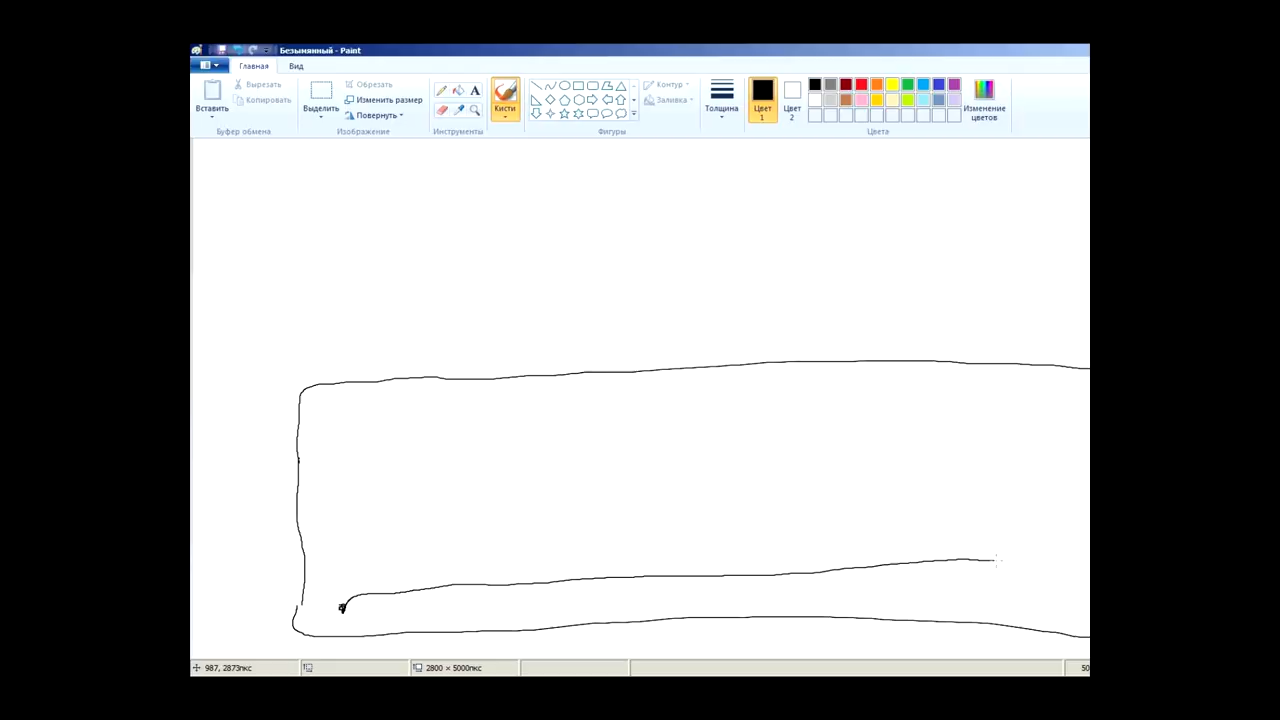 Безымянный - Paint
Главная Вид
Вставить
Вырезать
Копировать
Буфер обмена
Выделить
Обрезать
Изменить размер
Повернуть
Изображение
A
Инструменты
Кисти
Контур
Заливка
Фигуры
Толщина
Цвет 1
Цвет 2
Изменение цветов
Цвета
987, 2873пкс
2800 × 5000пкс
50